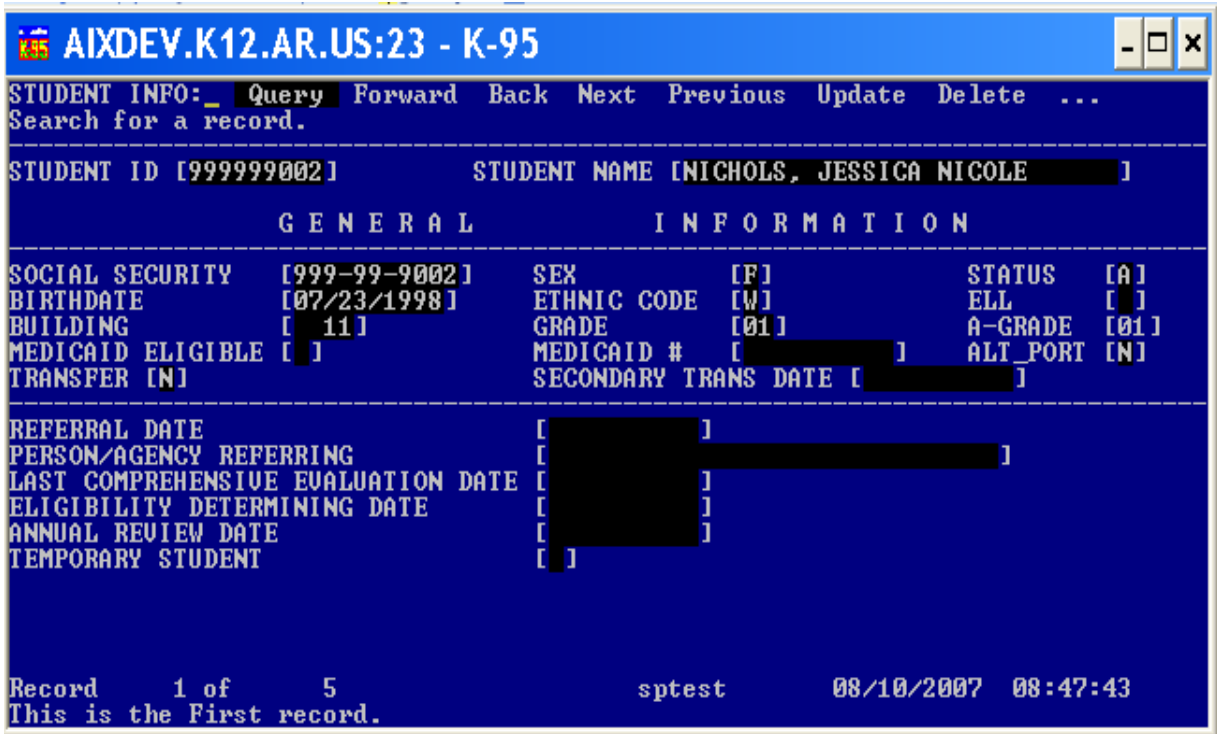 AIXDEV.K12.AR.US:23 - K-95
STUDENT INFO:_ Query Forward Back Next Previous Update Delete ...
Search for a record.
STUDENT ID [999999002] STUDENT NAME [NICHOLS, JESSICA NICOLE ]
G E N E R A L I N F O R M A T I O N
SOCIAL SECURITY [999-99-9002] SEX [F] STATUS [A]
BIRTHDATE [07/23/1998] ETHNIC CODE [W] ELL [ ]
BUILDING [ 11] GRADE [01] A-GRADE [01]
MEDICAID ELIGIBLE [ ] MEDICAID # [ ] ALT_PORT [N]
TRANSFER [N] SECONDARY TRANS DATE [ ]
REFERRAL DATE [ ]
PERSON/AGENCY REFERRING [ ]
LAST COMPREHENSIVE EVALUATION DATE [ ]
ELIGIBILITY DETERMINING DATE [ ]
ANNUAL REVIEW DATE [ ]
TEMPORARY STUDENT [ ]
Record 1 of 5 sptest 08/10/2007 08:47:43
This is the First record.